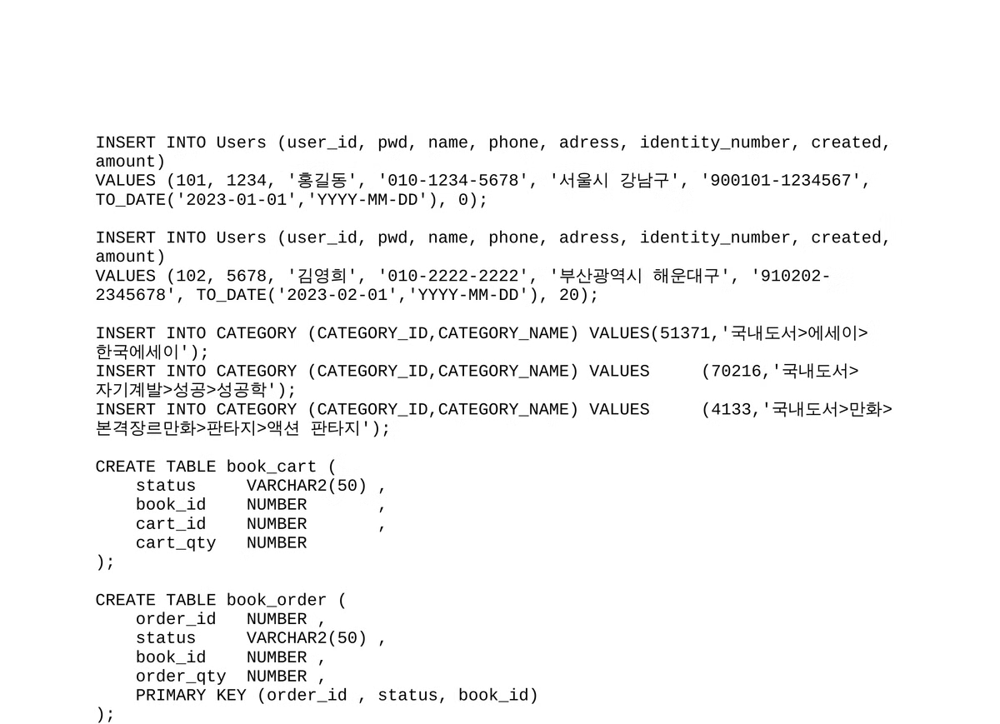 INSERT INTO Users (user_id, pwd, name, phone, adress, identity_number, created,
amount)
VALUES (101, 1234, '홍길동', '010-1234-5678', '서울시 강남구', '900101-1234567',
TO_DATE('2023-01-01','YYYY-MM-DD'), 0);

INSERT INTO Users (user_id, pwd, name, phone, adress, identity_number, created,
amount)
VALUES (102, 5678, '김영희', '010-2222-2222', '부산광역시 해운대구', '910202-
2345678', TO_DATE('2023-02-01','YYYY-MM-DD'), 20);

INSERT INTO CATEGORY (CATEGORY_ID,CATEGORY_NAME) VALUES(51371,'국내도서>에세이>
한국에세이');
INSERT INTO CATEGORY (CATEGORY_ID,CATEGORY_NAME) VALUES     (70216,'국내도서>
자기계발>성공>성공학');
INSERT INTO CATEGORY (CATEGORY_ID,CATEGORY_NAME) VALUES     (4133,'국내도서>만화>
본격장르만화>판타지>액션 판타지');

CREATE TABLE book_cart (
    status     VARCHAR2(50) ,
    book_id    NUMBER       ,
    cart_id    NUMBER       ,
    cart_qty   NUMBER
);

CREATE TABLE book_order (
    order_id   NUMBER ,
    status     VARCHAR2(50) ,
    book_id    NUMBER ,
    order_qty  NUMBER ,
    PRIMARY KEY (order_id , status, book_id)
);